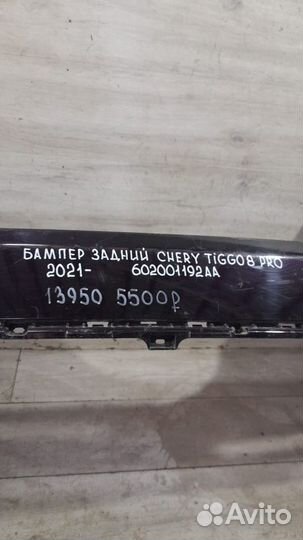 БАМПЕР ЗАДНИЙ CHERY TIGGO 8 PRO
2021- 602001192AA
13950 5500₽
Avito